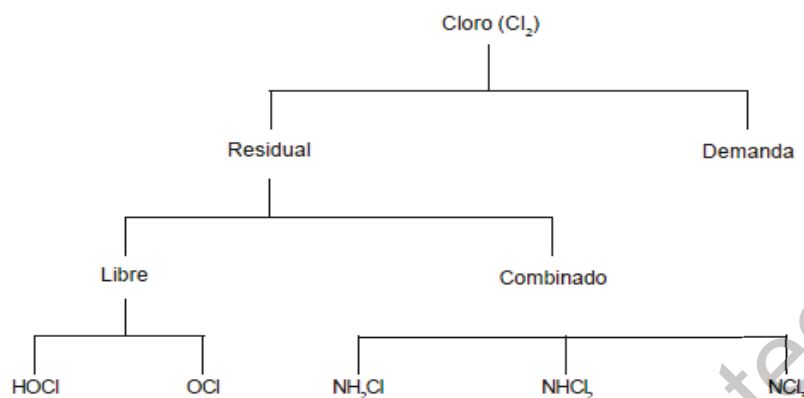 Cloro (Cl₂)
Residual Demanda
Libre Combinado
HOCl OCl NH₂Cl NHCl₂ NCl₃